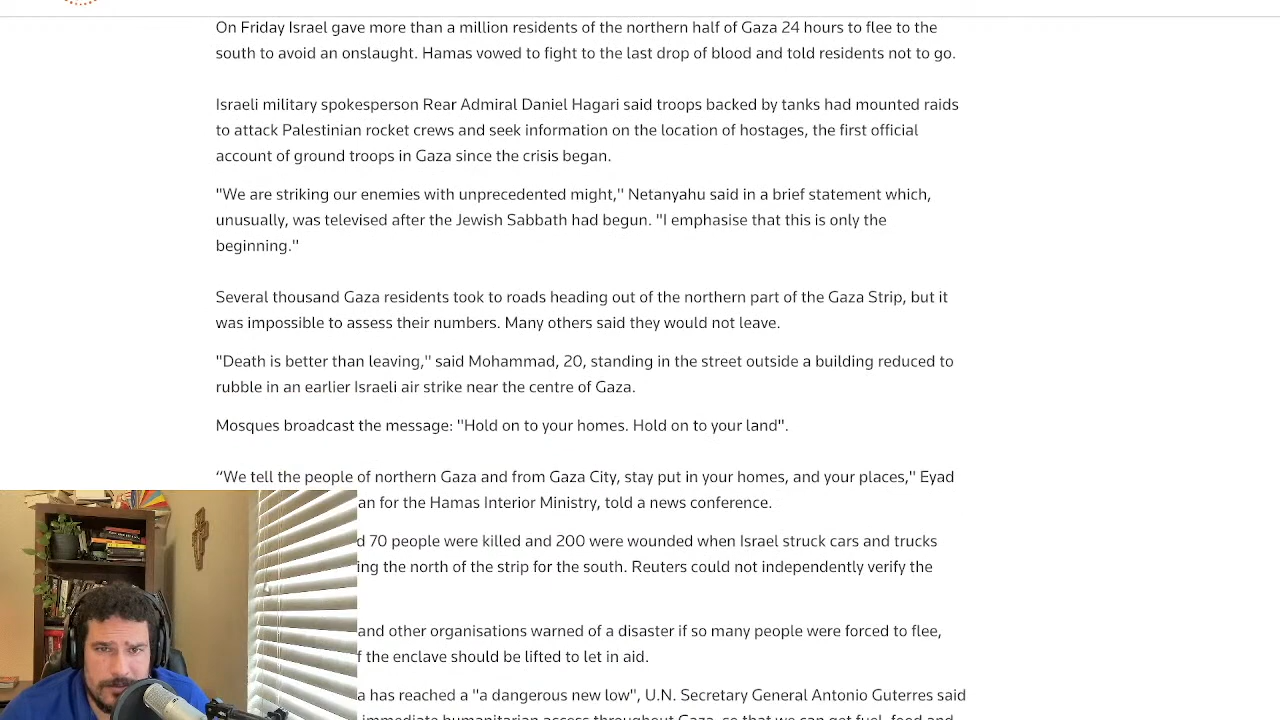 On Friday Israel gave more than a million residents of the northern half of Gaza 24 hours to flee to the
south to avoid an onslaught. Hamas vowed to fight to the last drop of blood and told residents not to go.
Israeli military spokesperson Rear Admiral Daniel Hagari said troops backed by tanks had mounted raids
to attack Palestinian rocket crews and seek information on the location of hostages, the first official
account of ground troops in Gaza since the crisis began.
"We are striking our enemies with unprecedented might," Netanyahu said in a brief statement which,
unusually, was televised after the Jewish Sabbath had begun. "I emphasise that this is only the
beginning."
Several thousand Gaza residents took to roads heading out of the northern part of the Gaza Strip, but it
was impossible to assess their numbers. Many others said they would not leave.
"Death is better than leaving," said Mohammad, 20, standing in the street outside a building reduced to
rubble in an earlier Israeli air strike near the centre of Gaza.
Mosques broadcast the message: "Hold on to your homes. Hold on to your land".
“We tell the people of northern Gaza and from Gaza City, stay put in your homes, and your places," Eyad
an for the Hamas Interior Ministry, told a news conference.
d 70 people were killed and 200 were wounded when Israel struck cars and trucks
ing the north of the strip for the south. Reuters could not independently verify the
and other organisations warned of a disaster if so many people were forced to flee,
f the enclave should be lifted to let in aid.
a has reached a "a dangerous new low", U.N. Secretary General Antonio Guterres said
immediate humanitarian access throughout Gaza, so that we can get fuel, food and